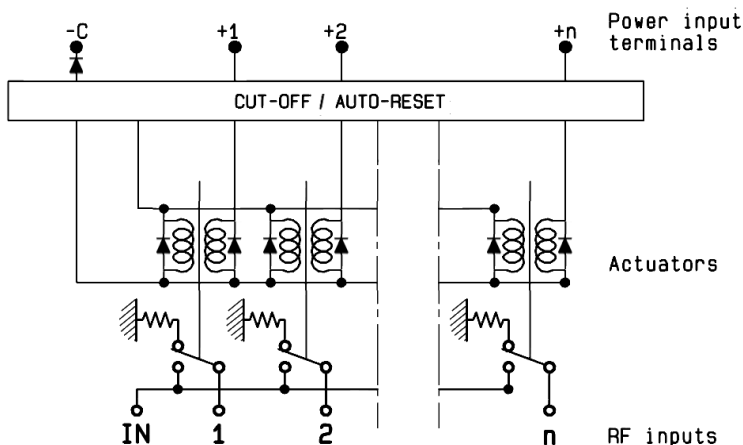 -C
+1
+2
+n
Power input
terminals
CUT-OFF / AUTO-RESET
Actuators
IN
1
2
n
RF inputs